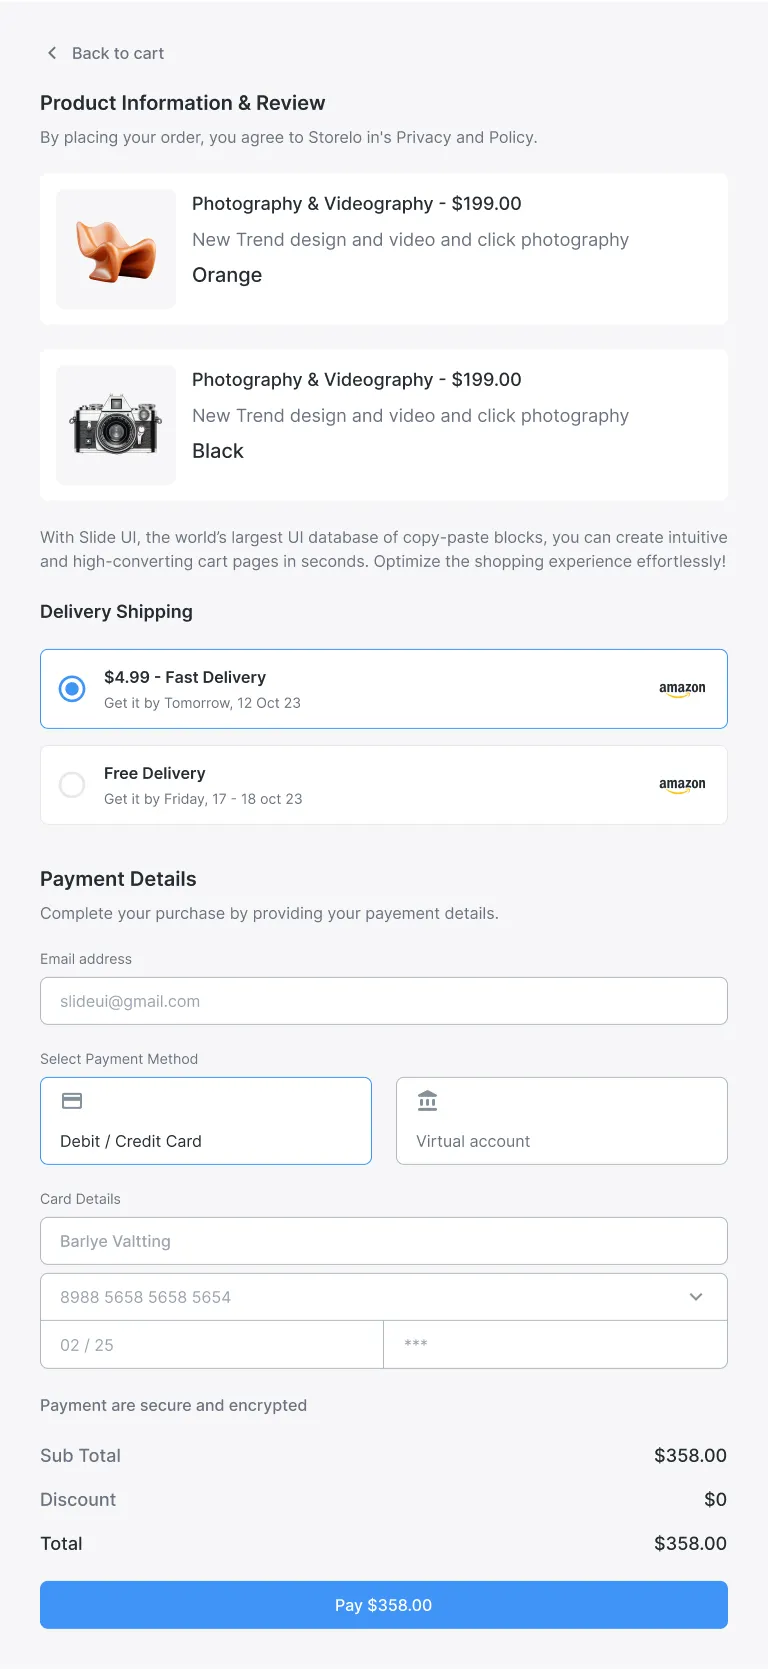 Back to cart
Product Information & Review
By placing your order, you agree to Storelo in's Privacy and Policy.
Photography & Videography - $199.00
New Trend design and video and click photography
Orange
Photography & Videography - $199.00
New Trend design and video and click photography
Black
With Slide UI, the world’s largest UI database of copy-paste blocks, you can create intuitive
and high-converting cart pages in seconds. Optimize the shopping experience effortlessly!
Delivery Shipping
$4.99 - Fast Delivery
Get it by Tomorrow, 12 Oct 23
amazon
Free Delivery
Get it by Friday, 17 - 18 oct 23
amazon
Payment Details
Complete your purchase by providing your payement details.
Email address
slideui@gmail.com
Select Payment Method
Debit / Credit Card
Virtual account
Card Details
Barlye Valtting
8988 5658 5658 5654
02 / 25
***
Payment are secure and encrypted
Sub Total $358.00
Discount $0
Total $358.00
Pay $358.00